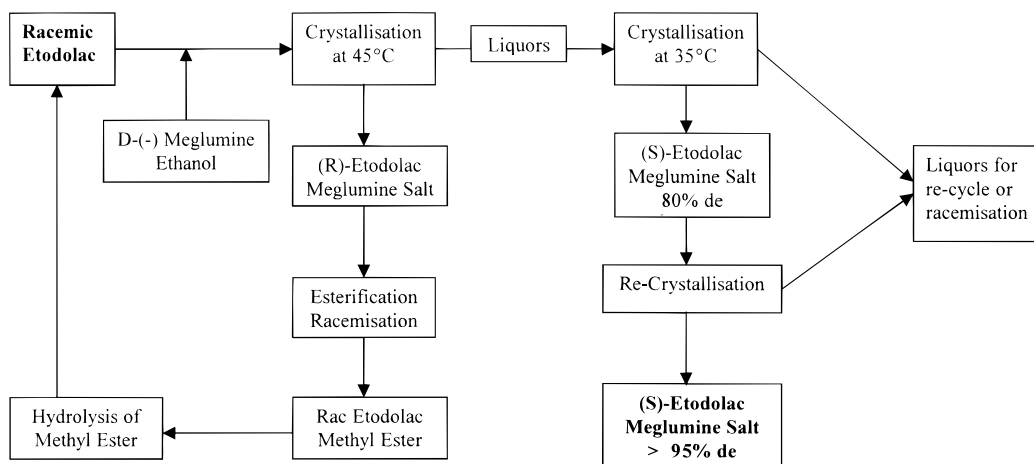 Racemic
Etodolac
Crystallisation
at 45°C
Liquors
Crystallisation
at 35°C
D-(-) Meglumine
Ethanol
(R)-Etodolac
Meglumine Salt
(S)-Etodolac
Meglumine Salt
80% de
Liquors for
re-cycle or
racemisation
Esterification
Racemisation
Re-Crystallisation
Hydrolysis of
Methyl Ester
Rac Etodolac
Methyl Ester
(S)-Etodolac
Meglumine Salt
> 95% de